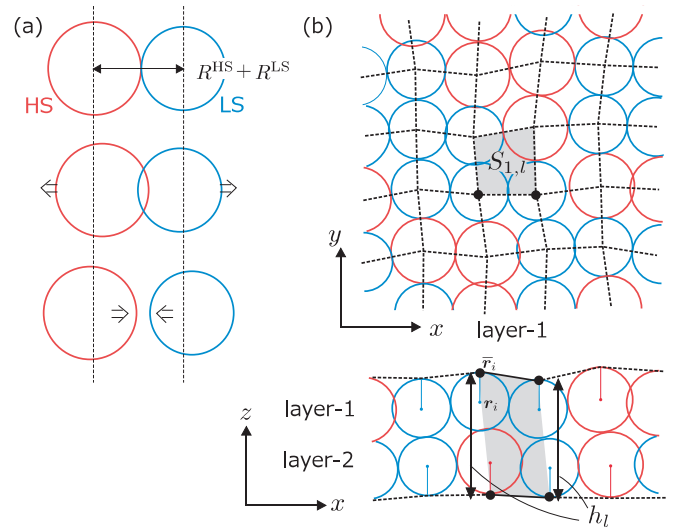 (a)
R^HS + R^LS
HS
LS
(b)
S_1,l
y
x
layer-1
r̄_i
r_i
layer-1
layer-2
z
x
h_l